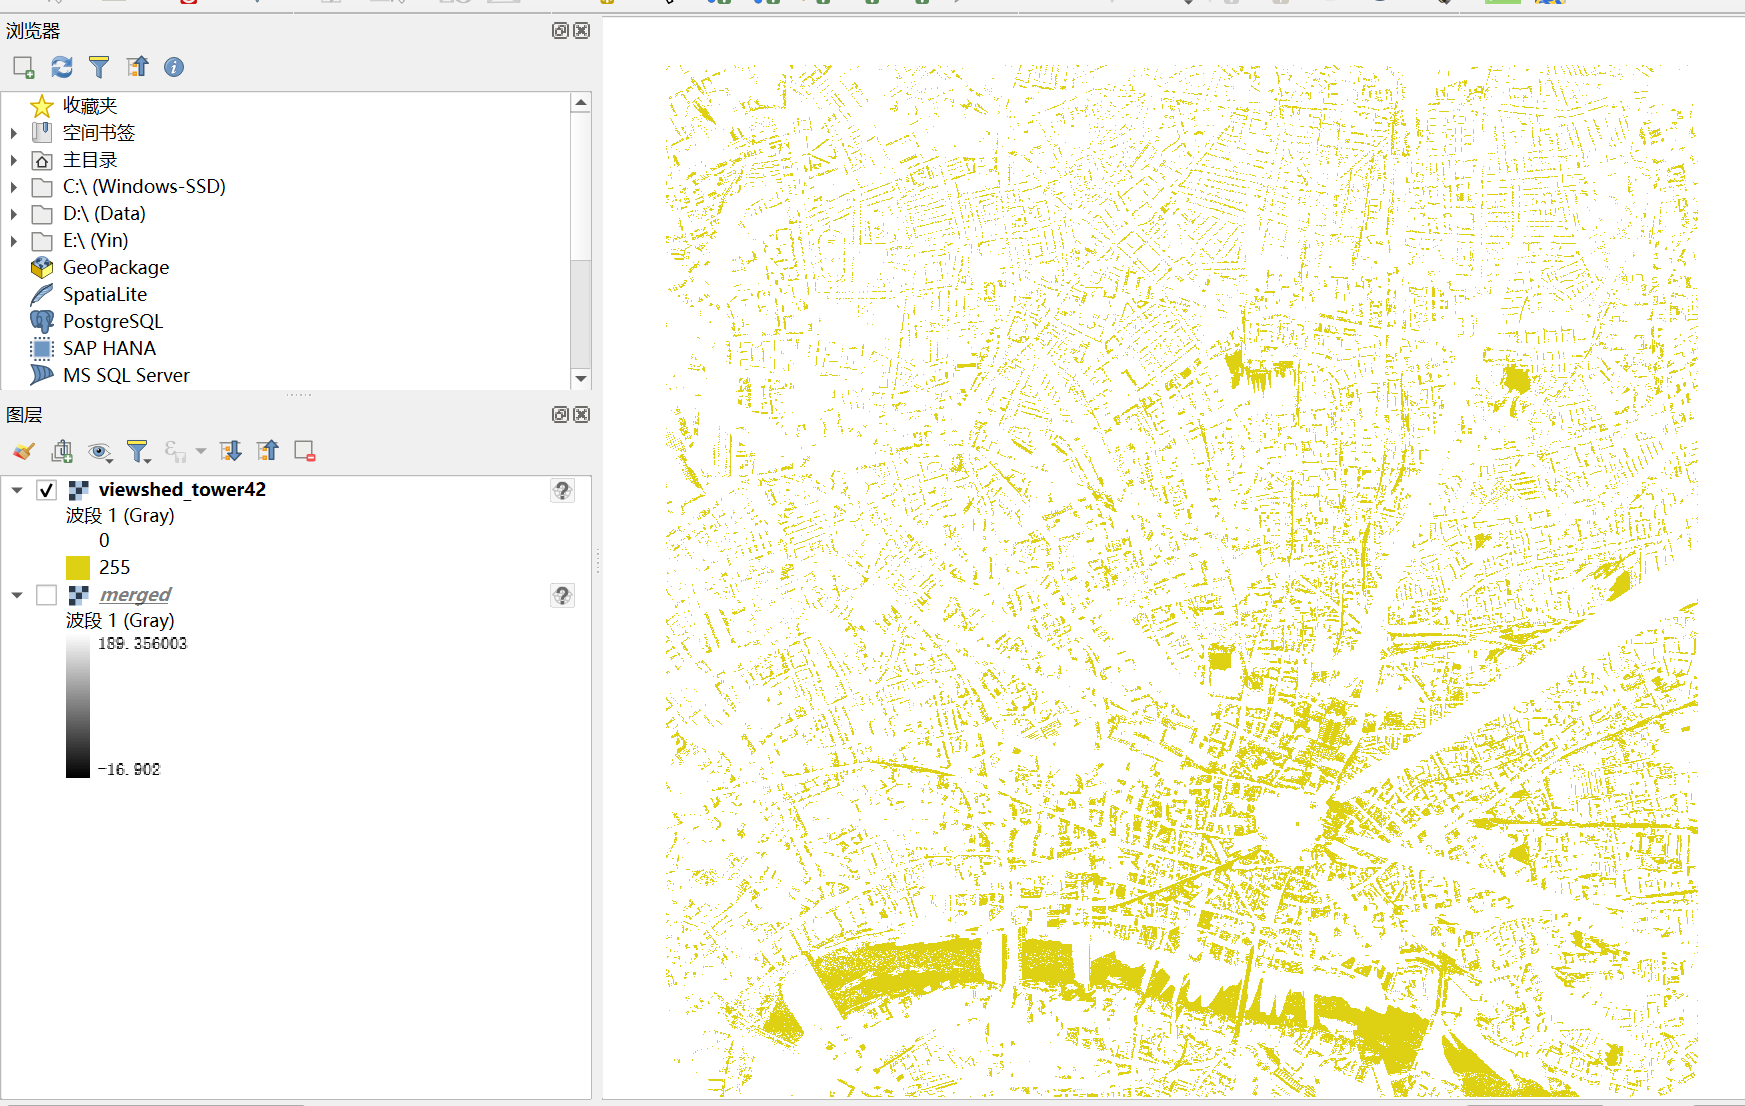 浏览器
收藏夹
空间书签
主目录
C:\ (Windows-SSD)
D:\ (Data)
E:\ (Yin)
GeoPackage
SpatiaLite
PostgreSQL
SAP HANA
MS SQL Server
图层
viewshed_tower42
波段 1 (Gray)
0
255
merged
波段 1 (Gray)
189.356003
-16.902